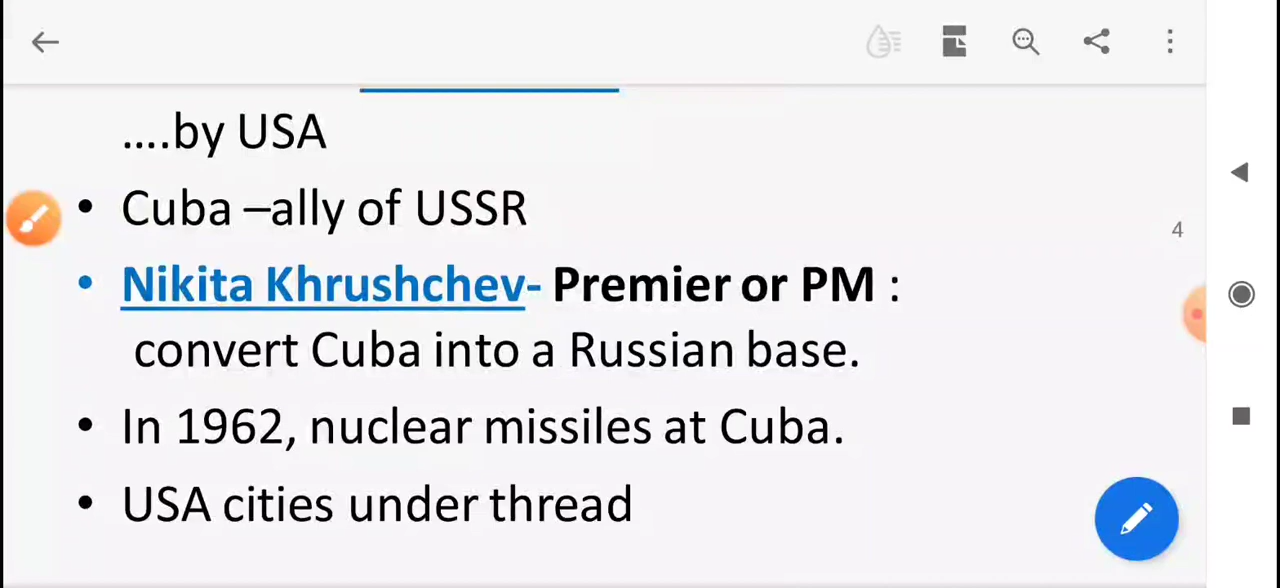 ….by USA
• Cuba –ally of USSR
4
• Nikita Khrushchev- Premier or PM :
convert Cuba into a Russian base.
• In 1962, nuclear missiles at Cuba.
• USA cities under thread